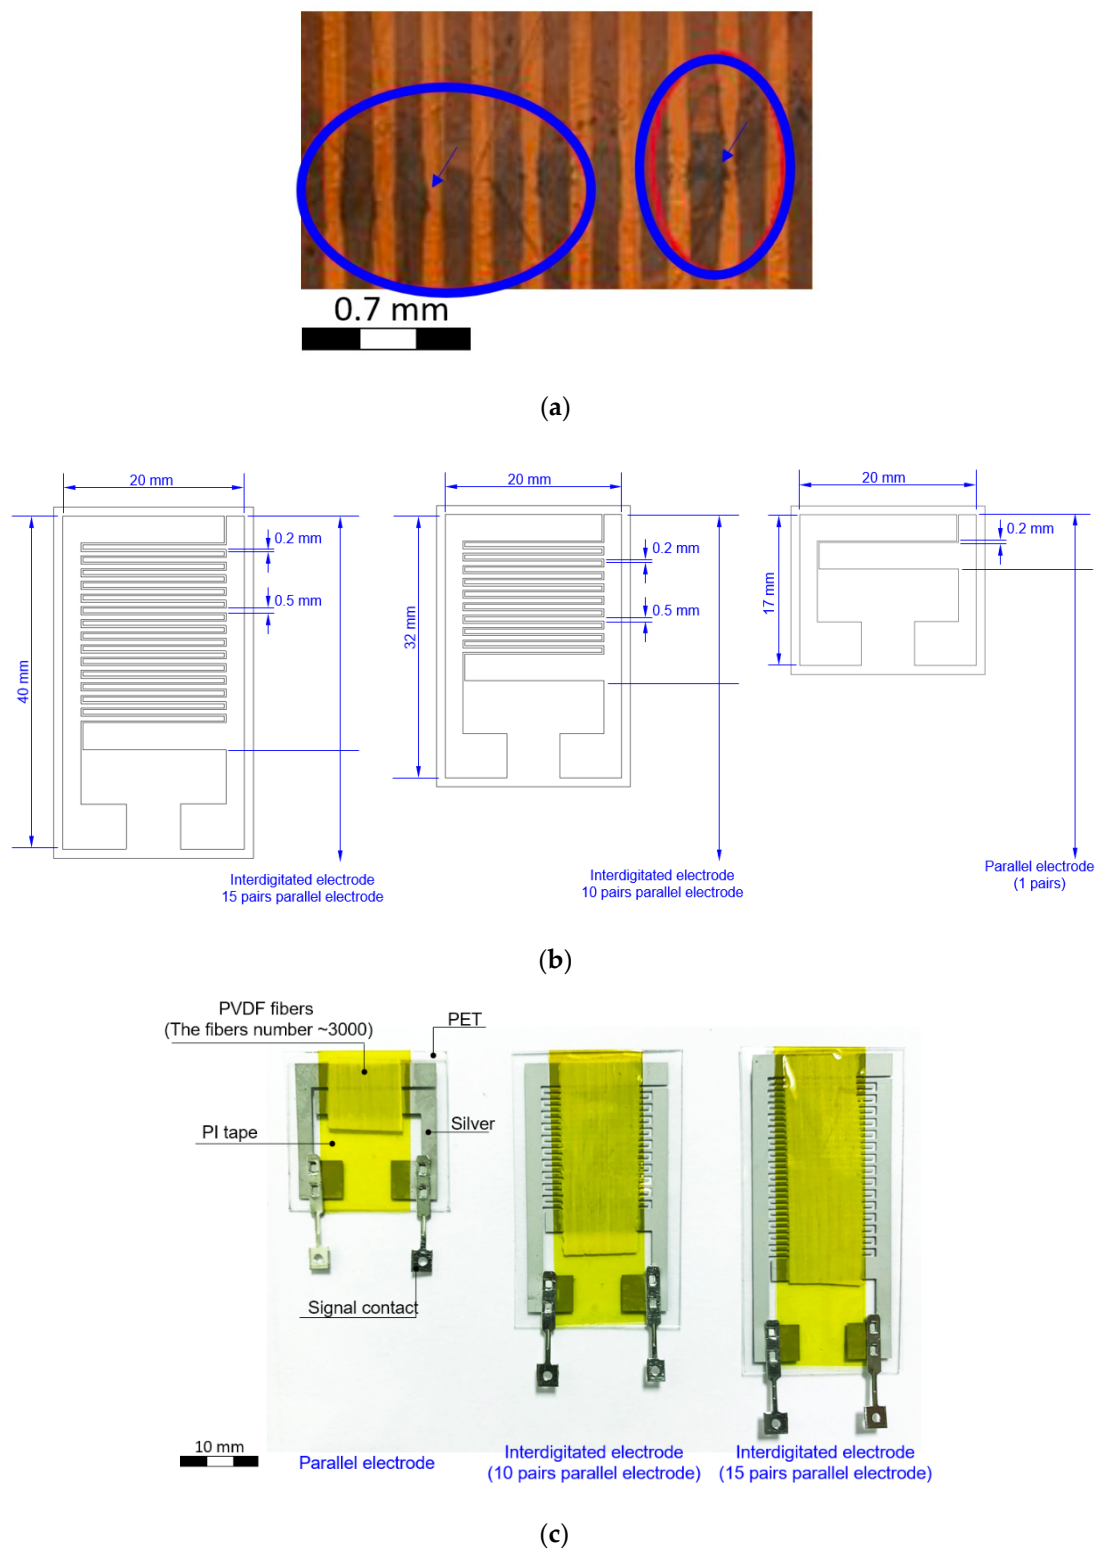 0.7 mm
(a)
20 mm
20 mm
20 mm
0.2 mm
0.2 mm
0.2 mm
0.5 mm
0.5 mm
40 mm
32 mm
17 mm
Interdigitated electrode
15 pairs parallel electrode
Interdigitated electrode
10 pairs parallel electrode
Parallel electrode
(1 pairs)
(b)
PVDF fibers
(The fibers number ~3000)
PET
PI tape
Silver
Signal contact
10 mm
Parallel electrode
Interdigitated electrode
(10 pairs parallel electrode)
Interdigitated electrode
(15 pairs parallel electrode)
(c)